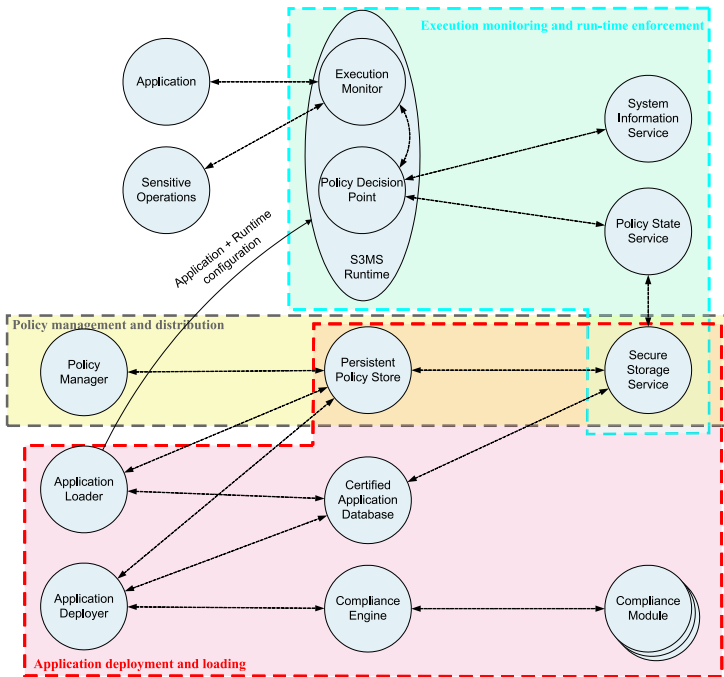 Execution monitoring and run-time enforcement
Application
Execution
Monitor
System
Information
Service
Sensitive
Operations
Policy Decision
Point
Policy State
Service
S3MS
Runtime
Application + Runtime
configuration
Policy management and distribution
Policy
Manager
Persistent
Policy Store
Secure
Storage
Service
Application
Loader
Certified
Application
Database
Application
Deployer
Compliance
Engine
Compliance
Module
Application deployment and loading